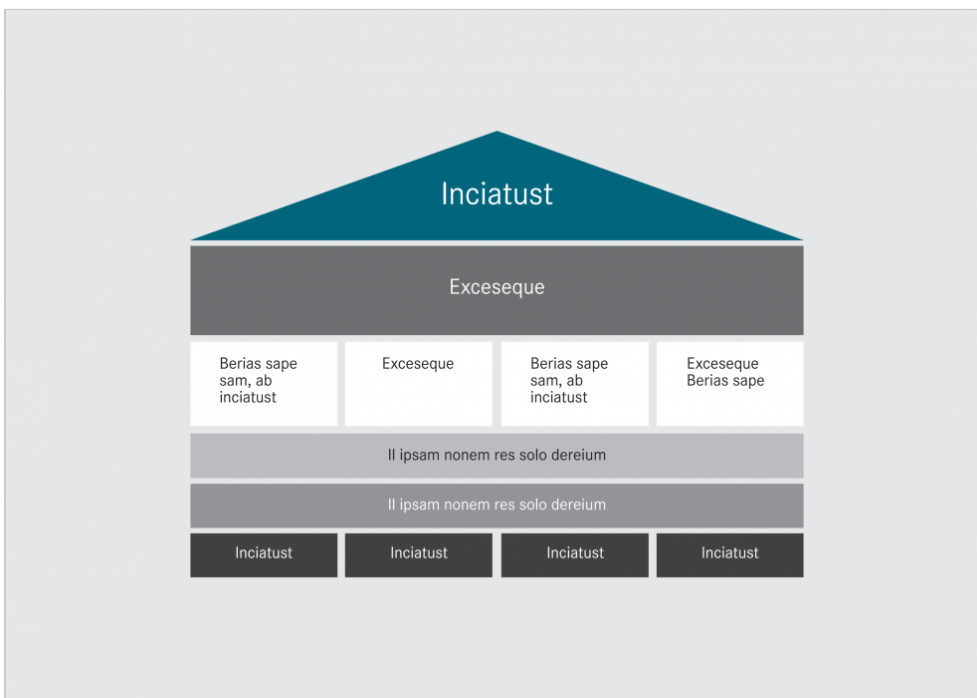 Inciatust
Exceseque
Berias sape
sam, ab
inciatust
Exceseque
Berias sape
sam, ab
inciatust
Exceseque
Berias sape
Il ipsam nonem res solo dereium
Il ipsam nonem res solo dereium
Inciatust
Inciatust
Inciatust
Inciatust